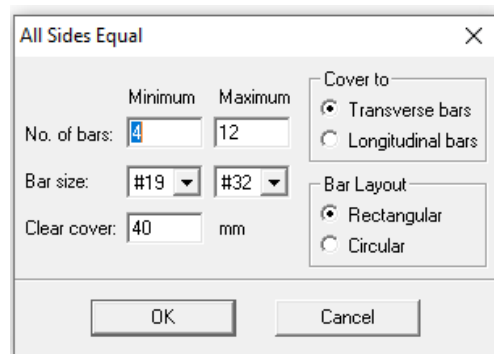 All Sides Equal
Minimum Maximum
No. of bars: 4 12
Bar size: #19 #32
Clear cover: 40 mm
Cover to
Transverse bars
Longitudinal bars
Bar Layout
Rectangular
Circular
OK Cancel